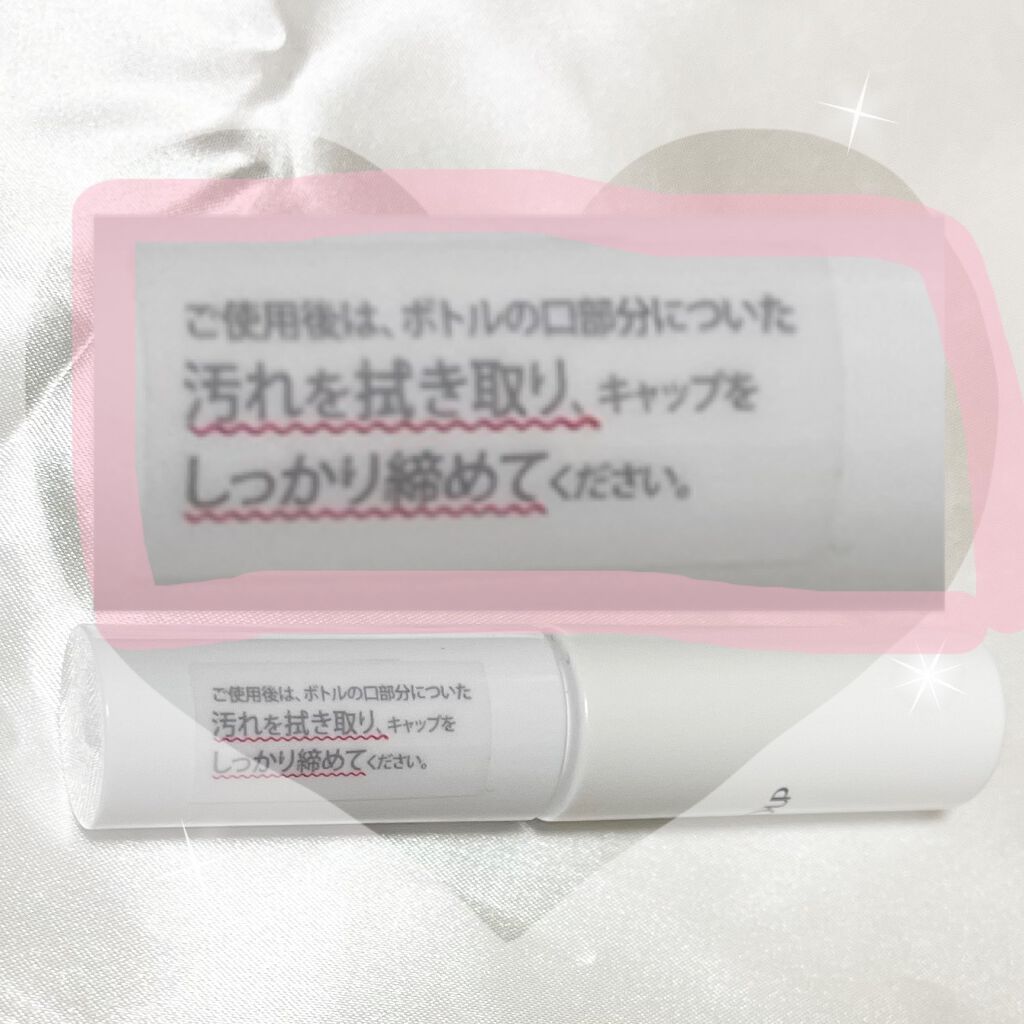 ご使用後は、ボトルの口部分についた
汚れを拭き取り、キャップを
しっかり締めてください。
ご使用後は、ボトルの口部分についた
汚れを拭き取り、キャップを
しっかり締めてください。